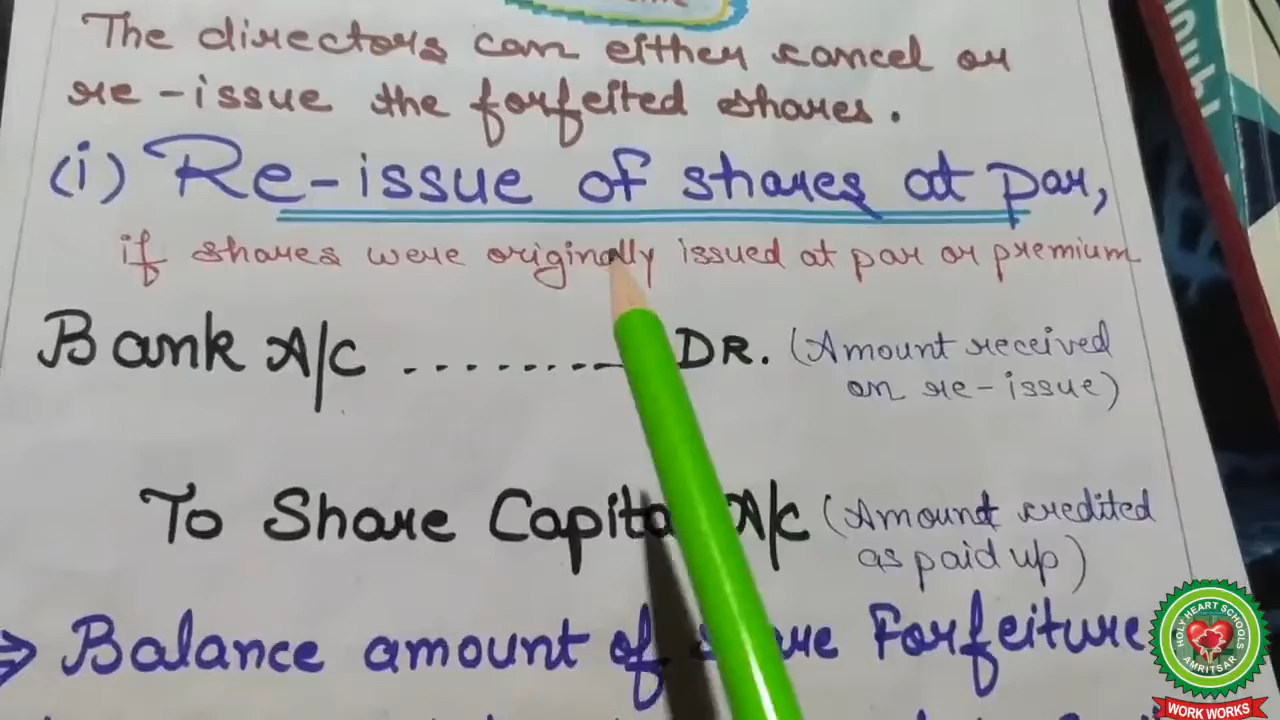 The directors can either cancel or
re-issue the forfeited shares.
(i) Re-issue of shares at par,
if shares were originally issued at par or premium
Bank A/C ......... DR. (Amount received
on re-issue)
To Share Capital A/C (Amount credited
as paid up)
⇒ Balance amount of Forfeiture
HOLY HEART SCHOOLS
AMRITSAR
WORK WORKS